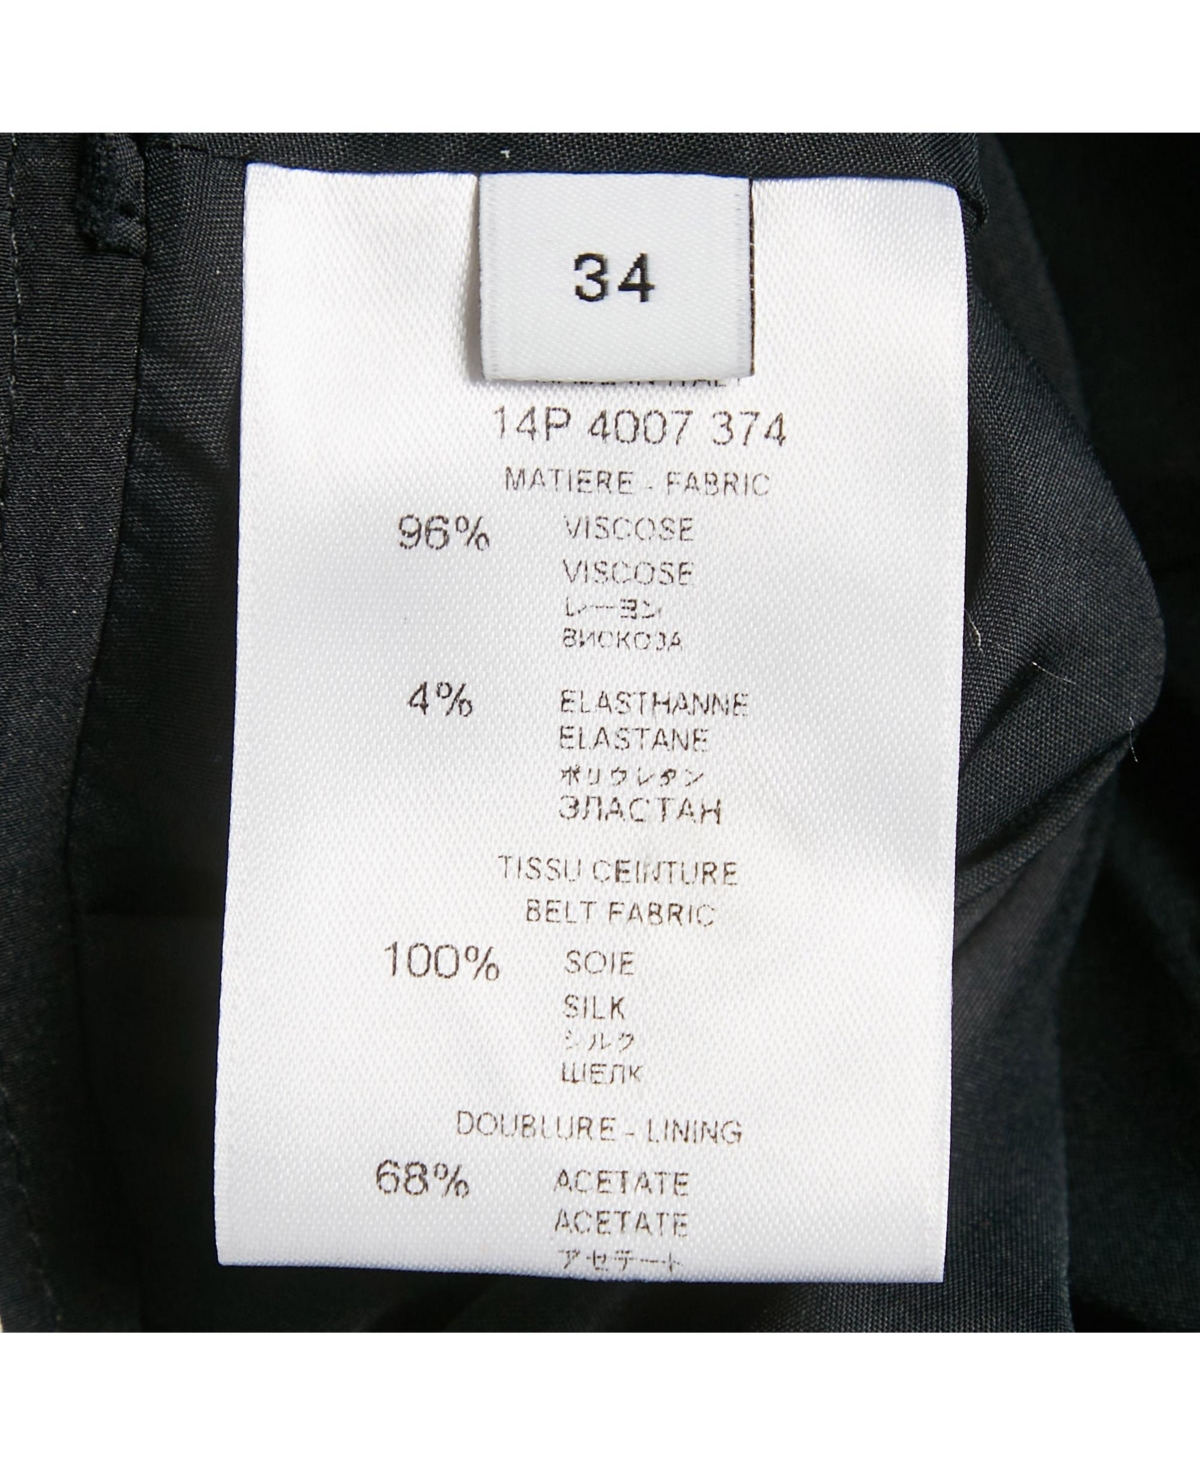 34
IN ITALY
14P 4007 374
MATIERE - FABRIC
96% VISCOSE
VISCOSE
レーヨン
ВИСКОЗА
4% ELASTHANNE
ELASTANE
ポリウレタン
ЭЛАСТАН
TISSU CEINTURE
BELT FABRIC
100% SOIE
SILK
シルク
ШЕЛК
DOUBLURE - LINING
68% ACETATE
ACETATE
アセテート